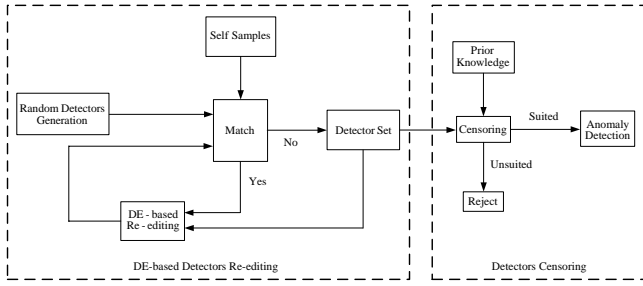 Self Samples
Prior
Knowledge
Random Detectors
Generation
Match
No
Detector Set
Censoring
Suited
Anomaly
Detection
Yes
Unsuited
DE - based
Re - editing
Reject
DE-based Detectors Re-editing
Detectors Censoring